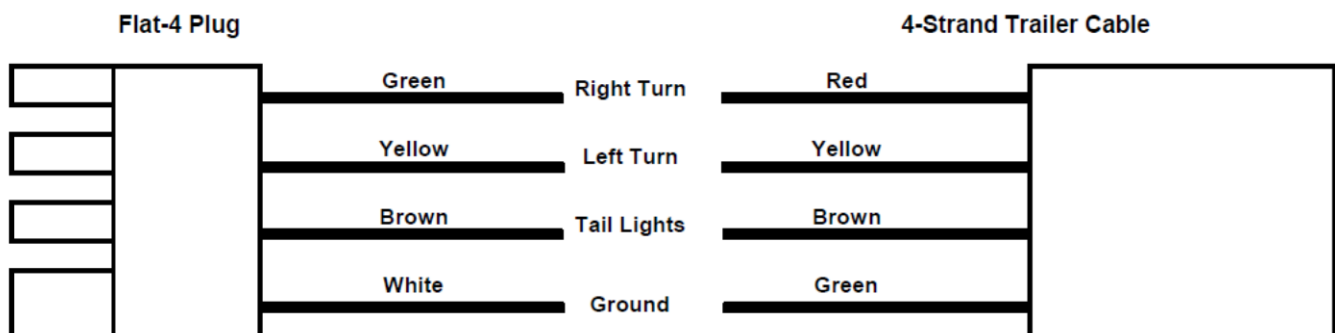 Flat-4 Plug 4-Strand Trailer Cable
Green Right Turn Red
Yellow Left Turn Yellow
Brown Tail Lights Brown
White Ground Green